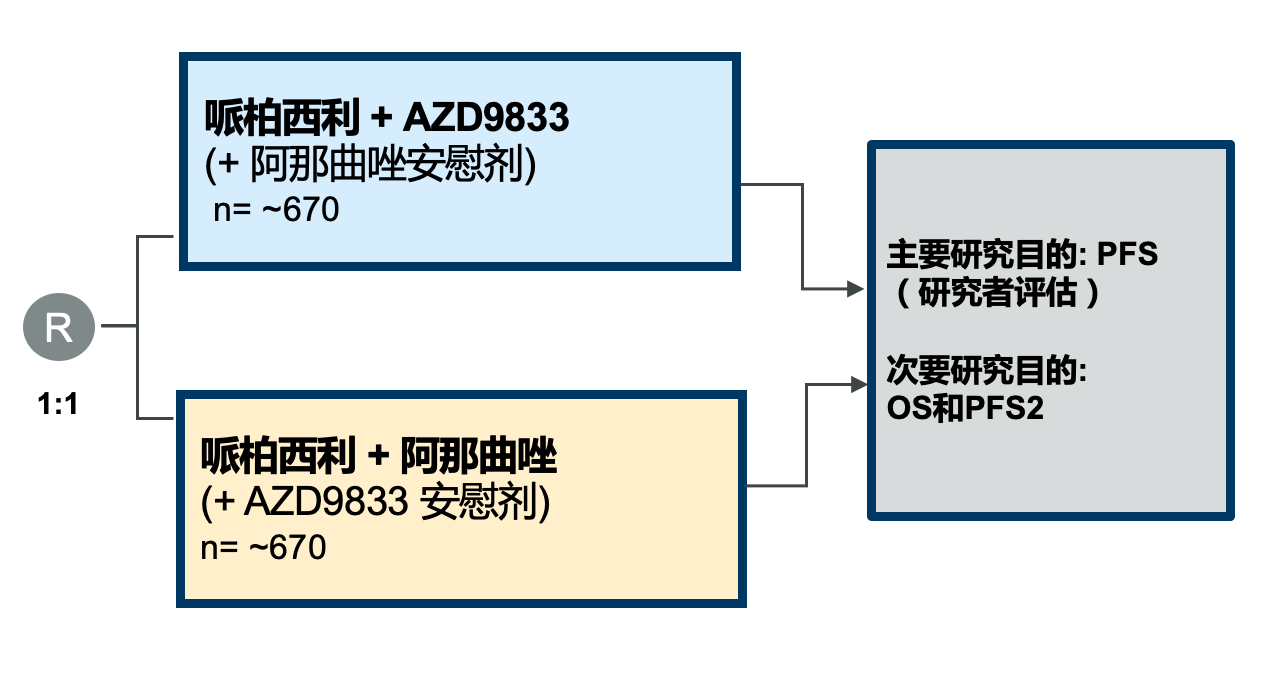 哌柏西利 + AZD9833
(+ 阿那曲唑安慰剂)
n= ~670
R
1:1
哌柏西利 + 阿那曲唑
(+ AZD9833 安慰剂)
n= ~670
主要研究目的: PFS
（研究者评估）
次要研究目的:
OS和PFS2